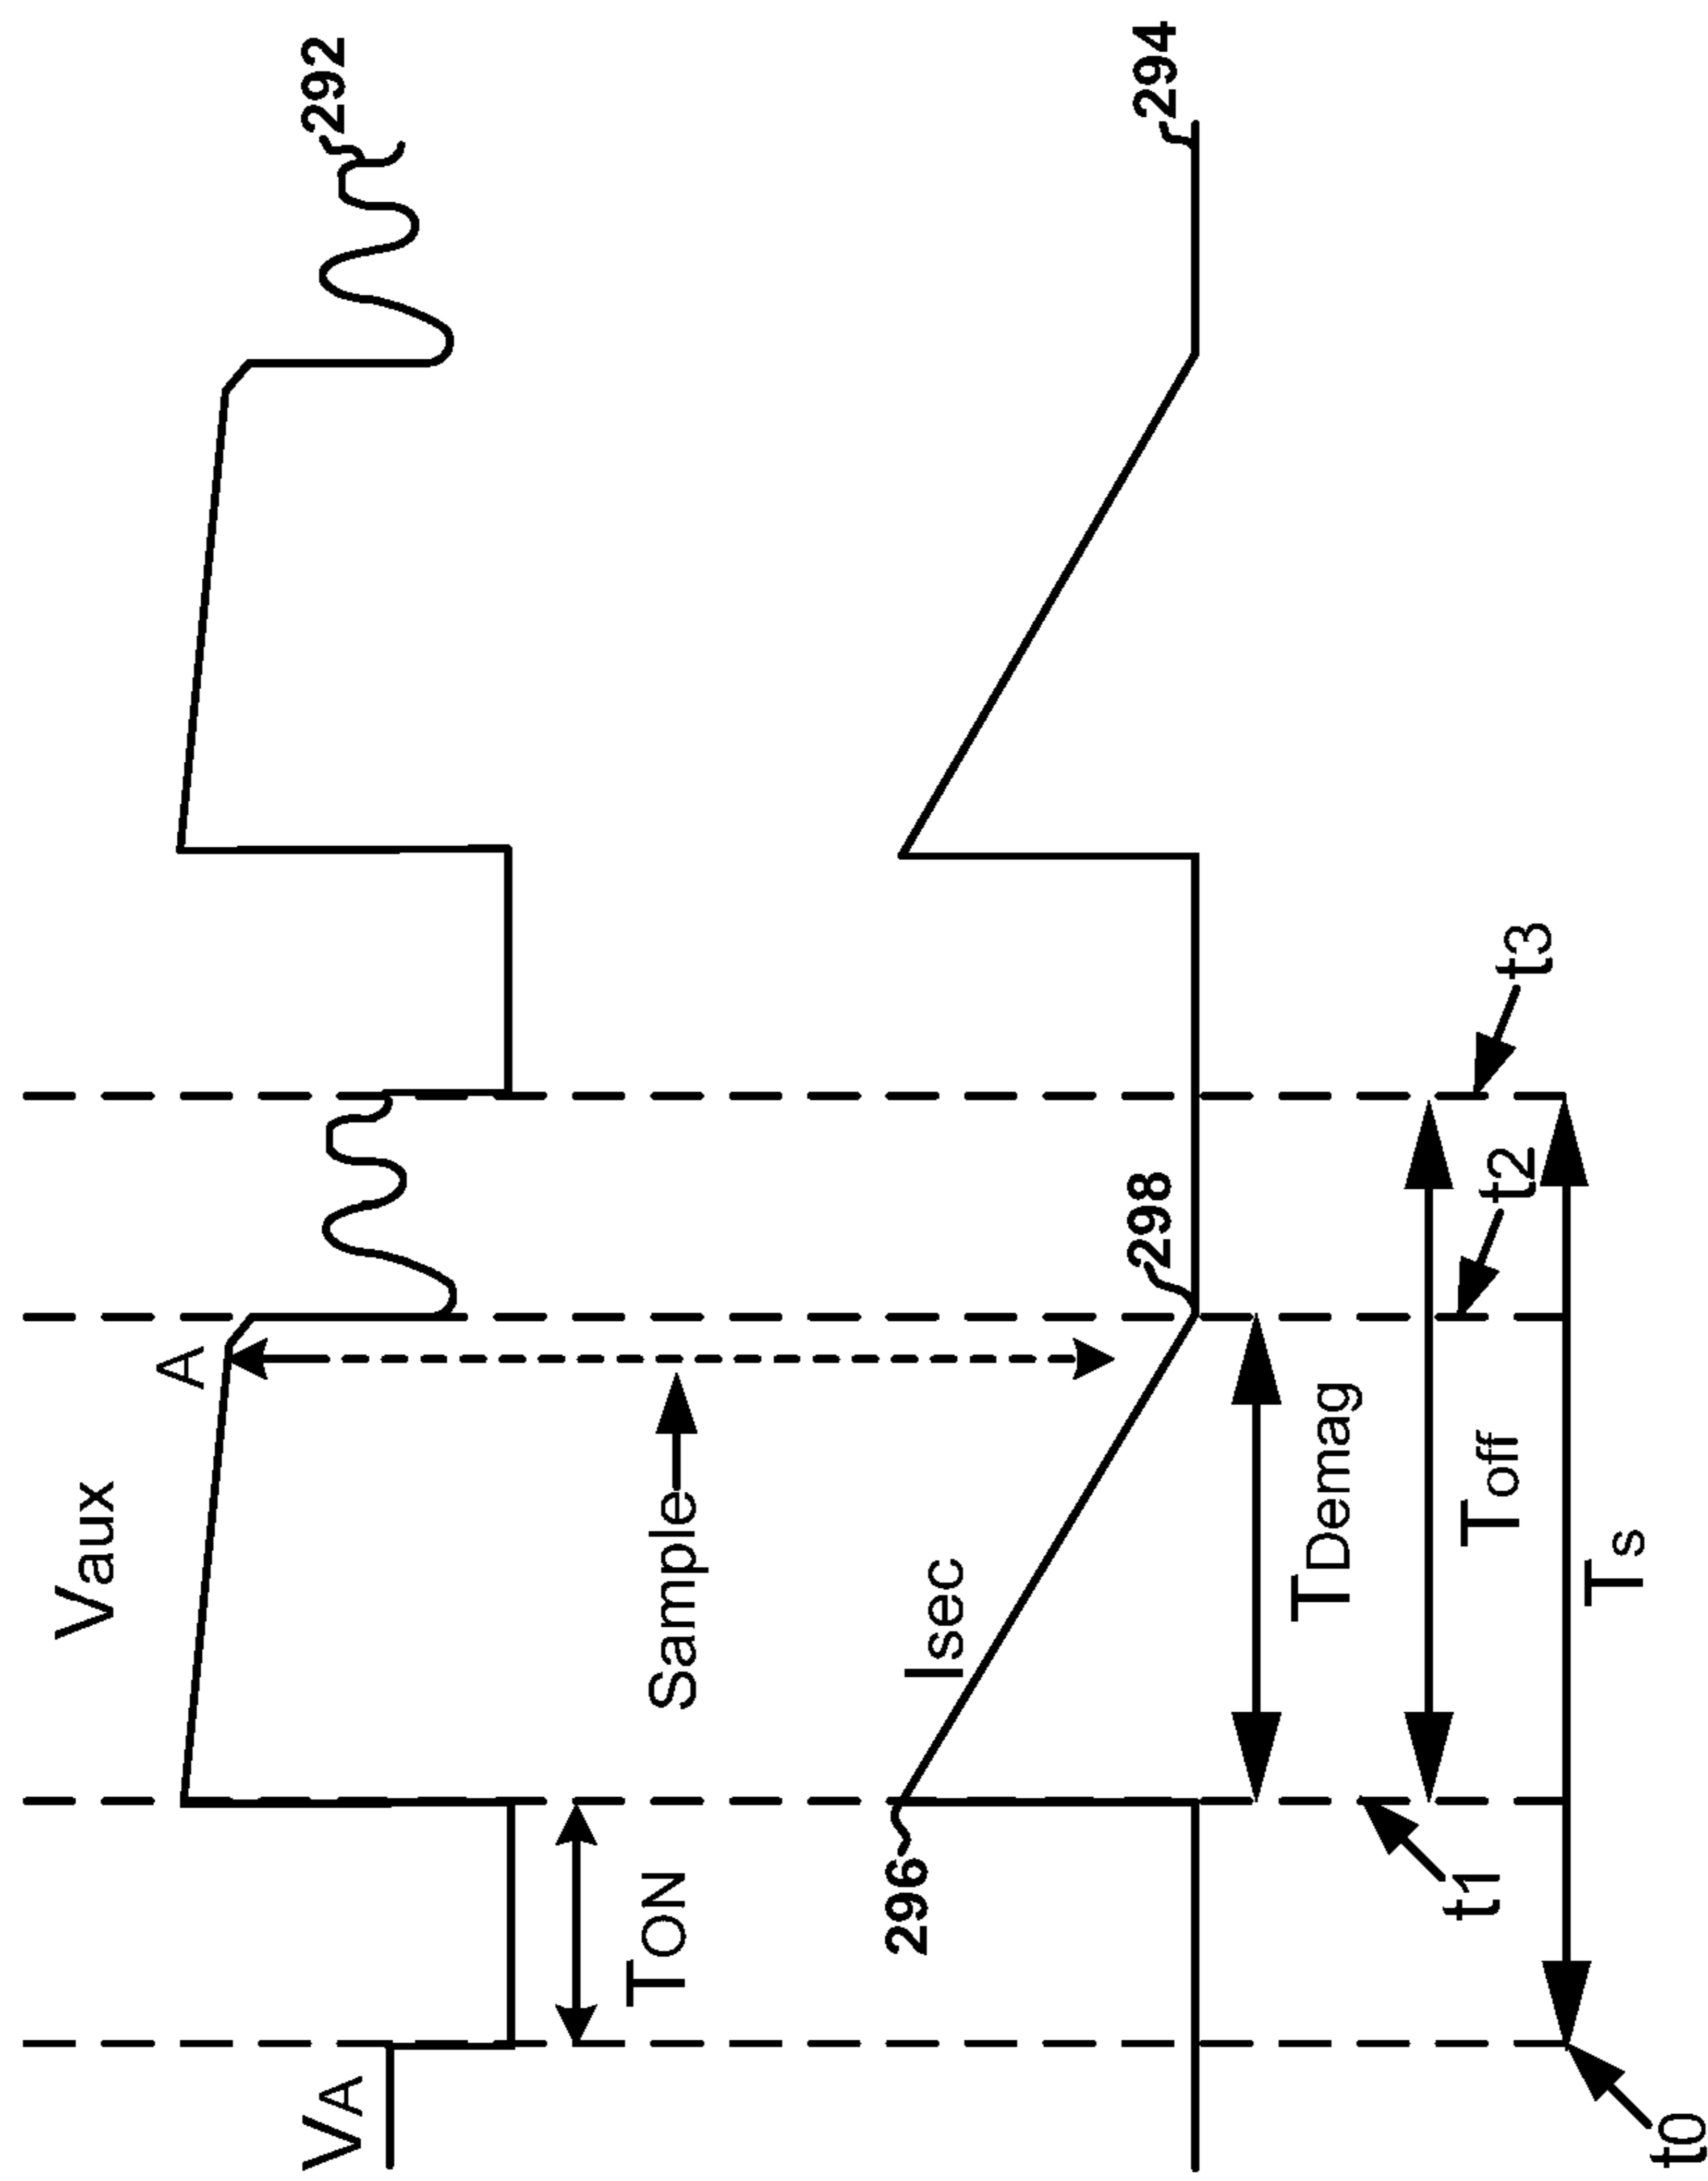 Vaux
VA
A
292
TON
Sample
296
Isec
298
294
TDemag
t1
Toff
t2
t3
t0
Ts